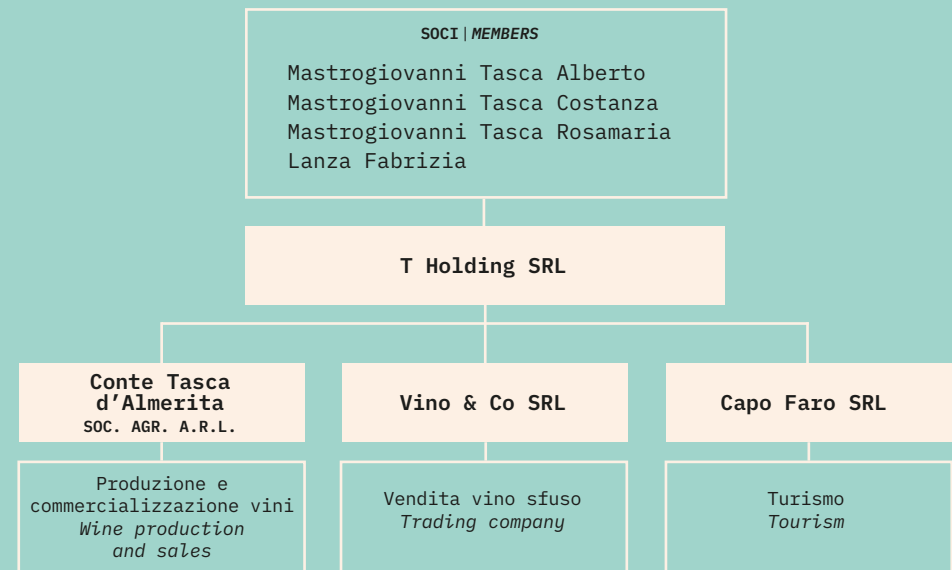 SOCI | MEMBERS
Mastrogiovanni Tasca Alberto
Mastrogiovanni Tasca Costanza
Mastrogiovanni Tasca Rosamaria
Lanza Fabrizia
T Holding SRL
Conte Tasca
d’Almerita
SOC. AGR. A.R.L.
Vino & Co SRL
Capo Faro SRL
Produzione e
commercializzazione vini
Wine production
and sales
Vendita vino sfuso
Trading company
Turismo
Tourism